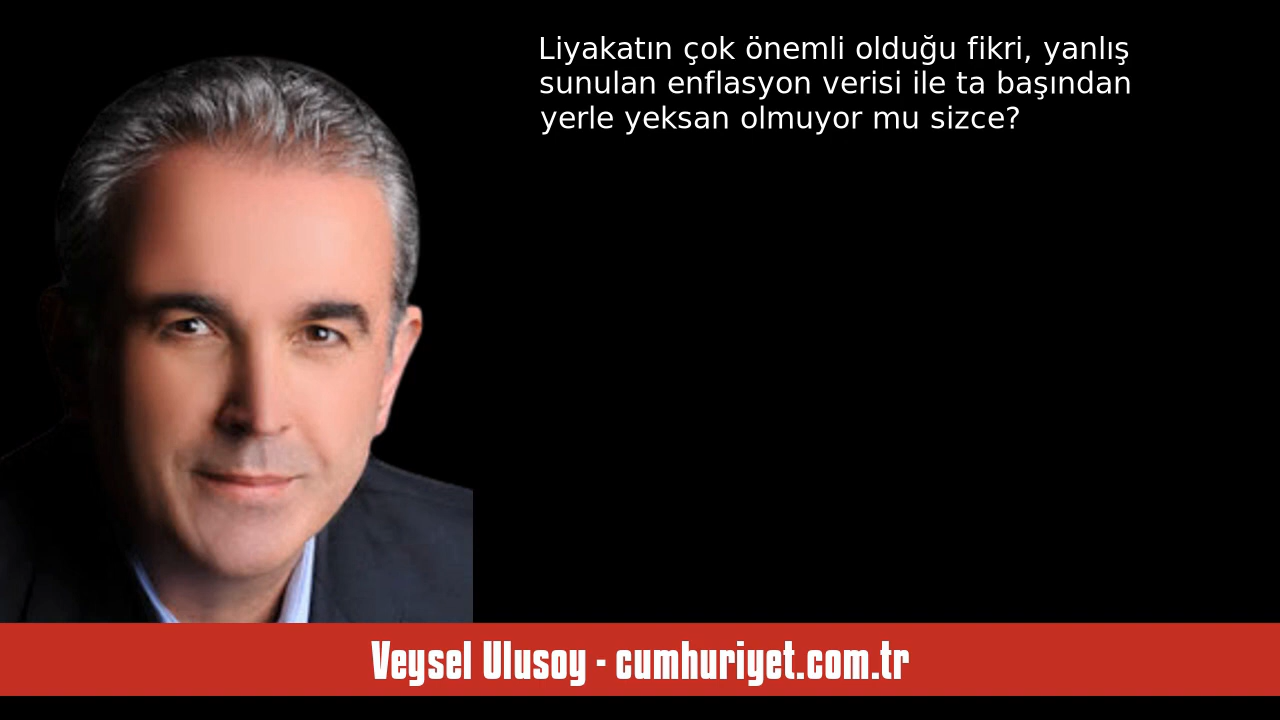 Liyakatın çok önemli olduğu fikri, yanlış
sunulan enflasyon verisi ile ta başından
yerle yeksan olmuyor mu sizce?
Veysel Ulusoy - cumhuriyet.com.tr